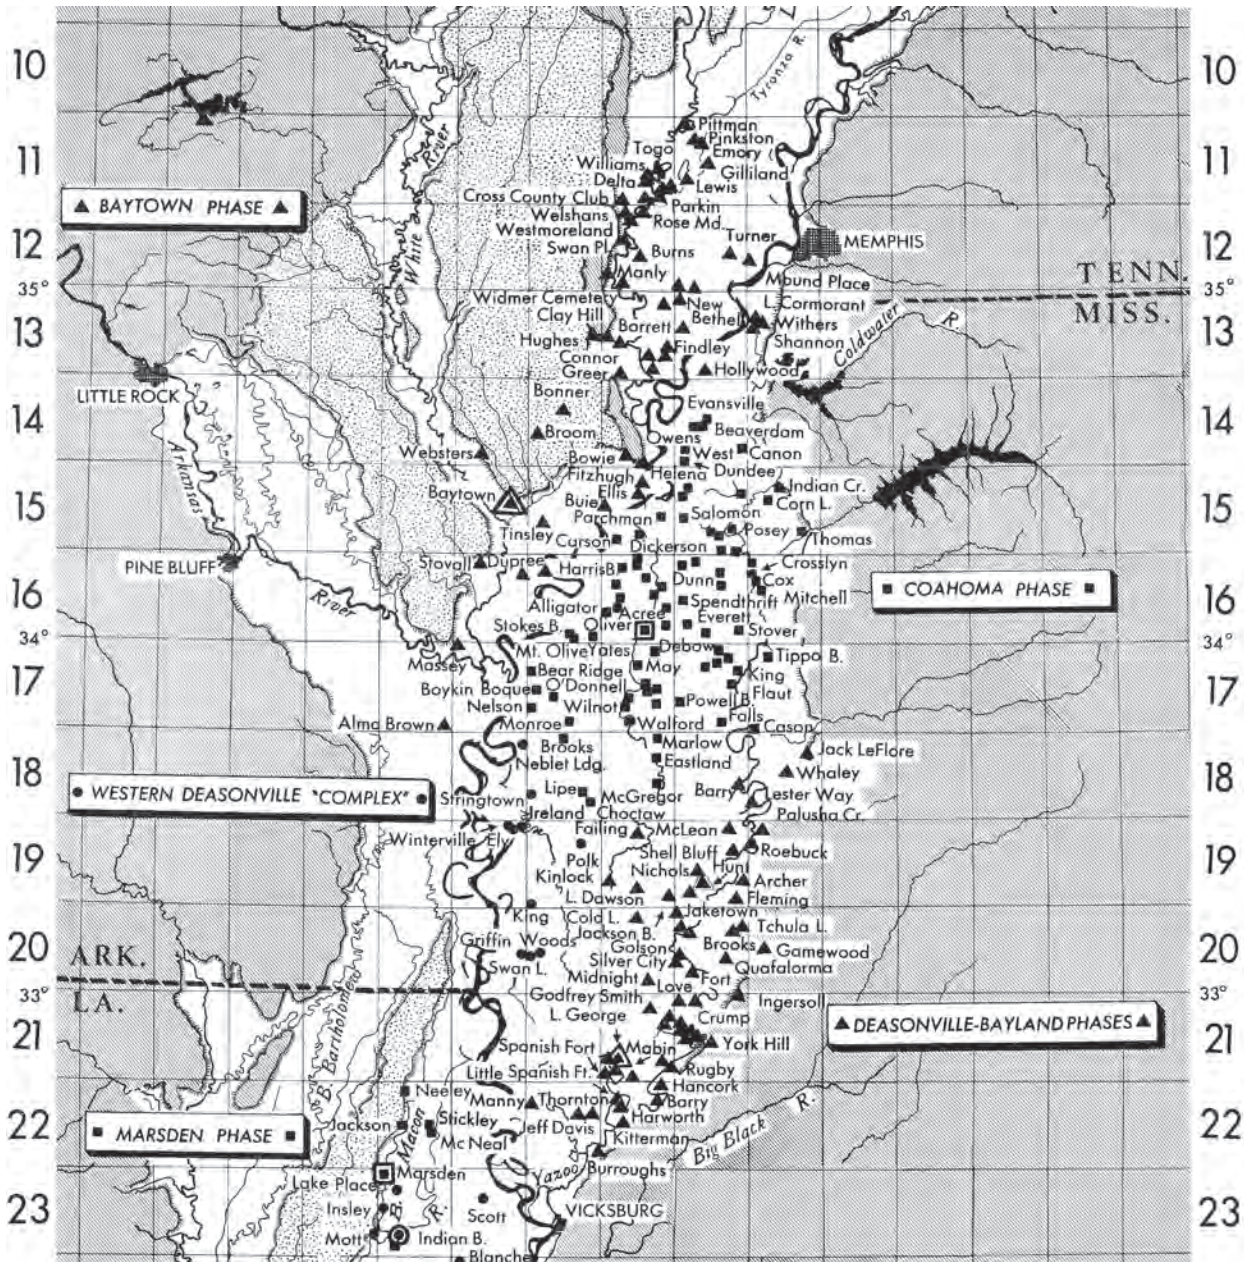 10
10
Tyronza R.
Pittman
Pinkston
Emory
Gilliland
Togo
Williams
Delta
Lewis
11
11
River
White
BAYTOWN PHASE
Cross County Club
Parkin
Welshans
Rose Md.
Westmoreland
Turner
MEMPHIS
12
12
Swan Pl.
Burns
Manly
Mound Place
TENN.
35°
35°
MISS.
Widmer Cemetery
New
L. Cormorant
Clay Hill
Bethel
Withers
Barrett
Shannon
Coldwater R.
13
13
Hughes
Findley
Connor
Greer
Hollywood
LITTLE ROCK
Bonner
Evansville
14
14
Broom
Beaverdam
Owens
Websters
Bowie
West
Canon
Arkansas
Fitzhugh
Helena
Dundee
Baytown
Ellis
Indian Cr.
15
15
Buie
Corn L.
Parchman
Salomon
Posey
Tinsley
Carson
Thomas
Dickerson
PINE BLUFF
Stovall
Dupree
Harris B.
Crosslyn
Dunn
Cox
COAHOMA PHASE
16
16
River
Mitchell
Alligator
Acree
Spendthrift
Stokes B.
Oliver
Everett
Stover
34°
34°
Massey
Mt. Olive
Yates
Debow
Tippo B.
Bear Ridge
May
King
Boykin Boque
O'Donnell
Flaut
17
17
Nelson
Wilnot
Powell B.
Alma Brown
Monroe
Walford
Falls
Cason
Brooks
Marlow
Jack LeFlore
Neblet Ldg.
Eastland
Whaley
18
18
WESTERN DEASONVILLE "COMPLEX"
Stringtown
Lipe
McGregor
Barry
Lester Way
Ireland
Choctaw
Palusha Cr.
Winterville
Ely
Failing
McLean
Shell Bluff
Roebuck
19
19
Polk
Nichols
Hunt
Kinlock
Archer
L. Dawson
Fleming
King
Cold L.
Jaketown
Jackson B.
Tchula L.
Griffin
Woods
Golson
Brooks
20
20
ARK.
Gamewood
Swan L.
Silver City
Quafalorma
Midnight
Fort
33°
33°
LA.
Love
Godfrey Smith
Ingersoll
L. George
Crump
DEASONVILLE-BAYLAND PHASES
21
21
B. Bartholomew
Spanish Fort
Mabin
York Hill
Little Spanish Ft.
Rugby
Neeley
Hancork
Manny
Thornton
Barry
MARSDEN PHASE
Jackson
Stickley
Harworth
22
22
Macon
Mc Neal
Jeff Davis
Kitterman
Big Black R.
Marsden
Yazoo
Burroughs
Lake Place
R.
23
23
Insley
Scott
VICKSBURG
B.
Mott
Indian B.
Blanche